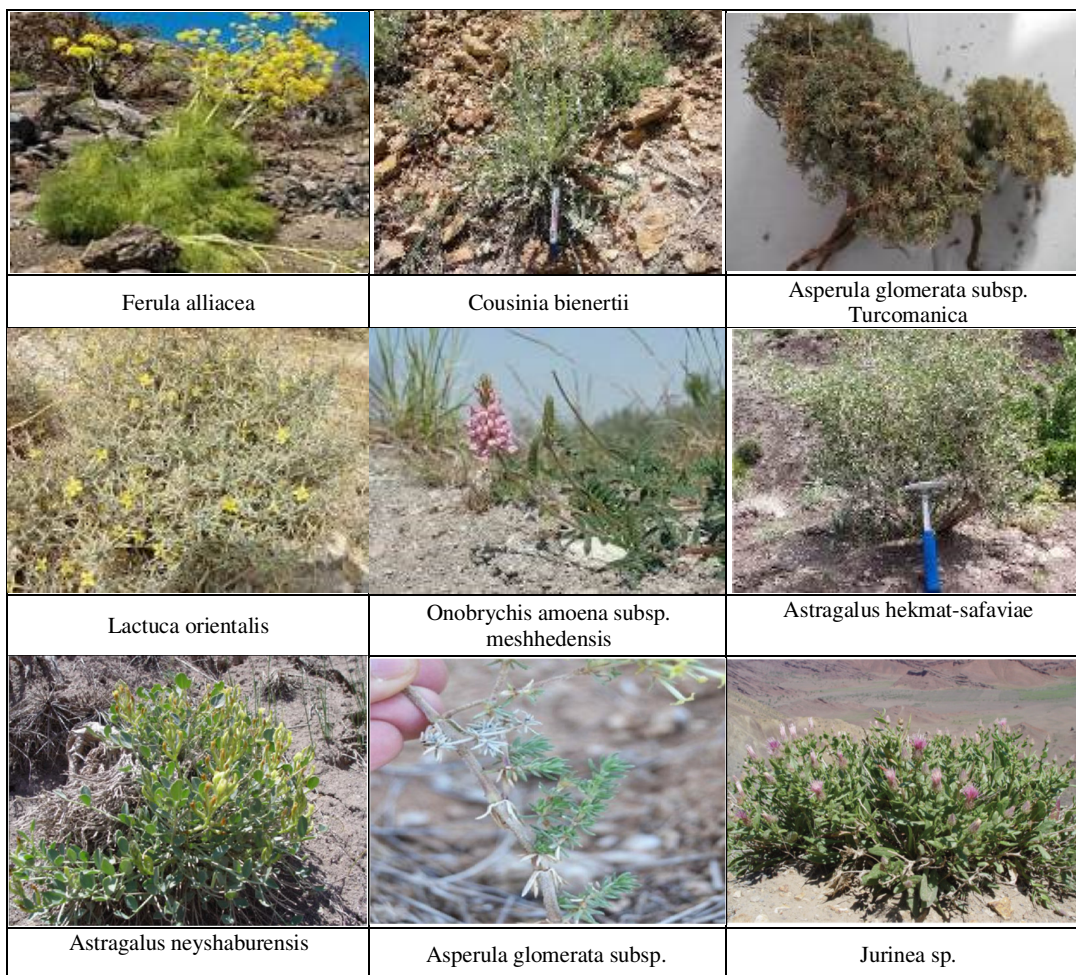 Ferula alliacea
Cousinia bienertii
Asperula glomerata subsp.
Turcomanica
Lactuca orientalis
Onobrychis amoena subsp.
meshhedensis
Astragalus hekmat-safaviae
Astragalus neyshaburensis
Asperula glomerata subsp.
Jurinea sp.